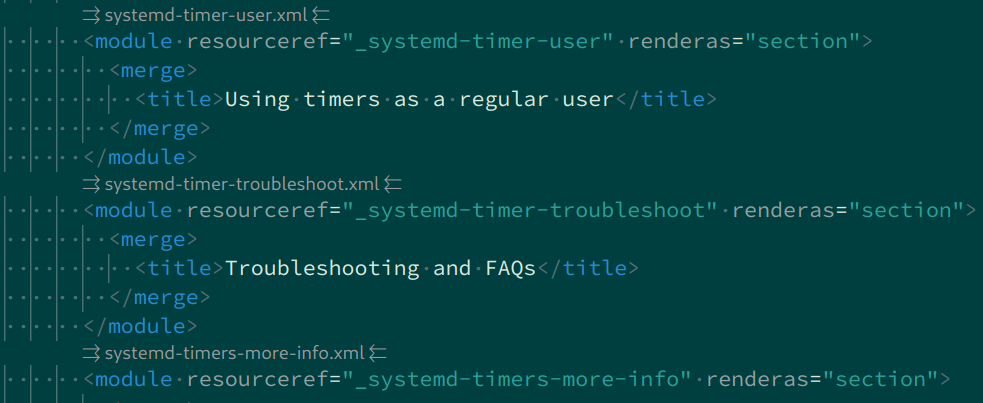 systemd-timer-user.xml
<module resourceref="_systemd-timer-user" renderas="section">
<merge>
<title>Using timers as a regular user</title>
</merge>
</module>
systemd-timer-troubleshoot.xml
<module resourceref="_systemd-timer-troubleshoot" renderas="section">
<merge>
<title>Troubleshooting and FAQs</title>
</merge>
</module>
systemd-timers-more-info.xml
<module resourceref="_systemd-timers-more-info" renderas="section">